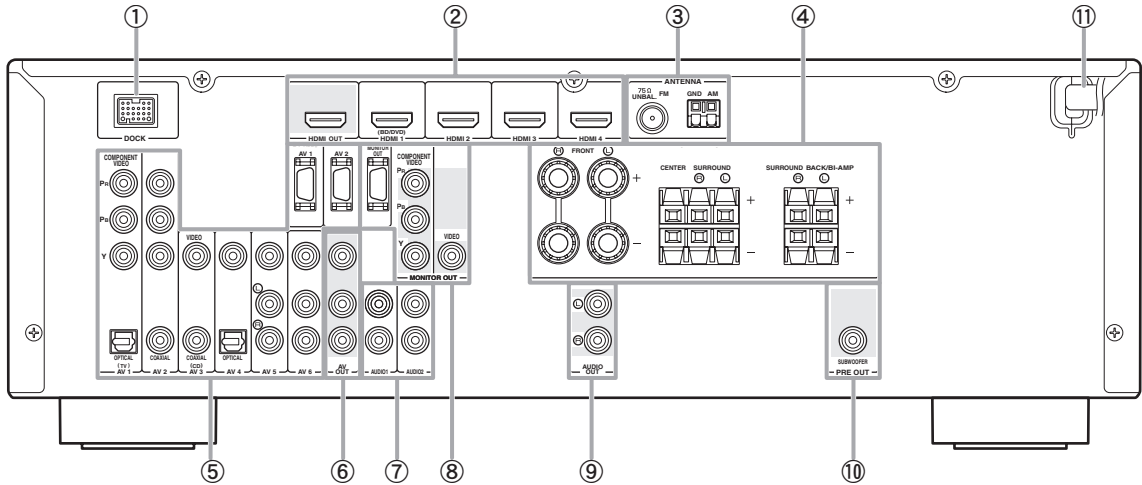 ① ② ③ ④ ⑪
ANTENNA
75Ω UNBAL. FM GND AM
DOCK
HDMI OUT
(BD/DVD)
HDMI 1
HDMI 2
HDMI 3
HDMI 4
COMPONENT
VIDEO
PR
PB
Y
AV 1
AV 2
MONITOR
OUT
COMPONENT
VIDEO
PR
PB
Y
VIDEO
MONITOR OUT
R FRONT L
+
−
CENTER SURROUND
R L
+
−
SURROUND BACK/BI-AMP
R L
+
−
VIDEO
L
R
OPTICAL
(TV)
AV 1
COAXIAL
AV 2
COAXIAL
(CD)
AV 3
OPTICAL
AV 4
AV 5
AV 6
AV
OUT
AUDIO1
AUDIO2
L
R
AUDIO
OUT
SUBWOOFER
PRE OUT
⑤ ⑥ ⑦ ⑧ ⑨ ⑩